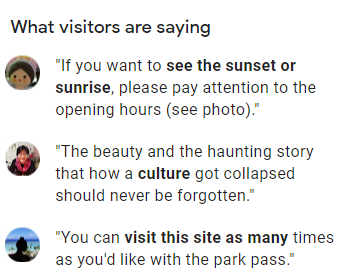 What visitors are saying
"If you want to see the sunset or
sunrise, please pay attention to the
opening hours (see photo)."
"The beauty and the haunting story
that how a culture got collapsed
should never be forgotten."
"You can visit this site as many times
as you'd like with the park pass."